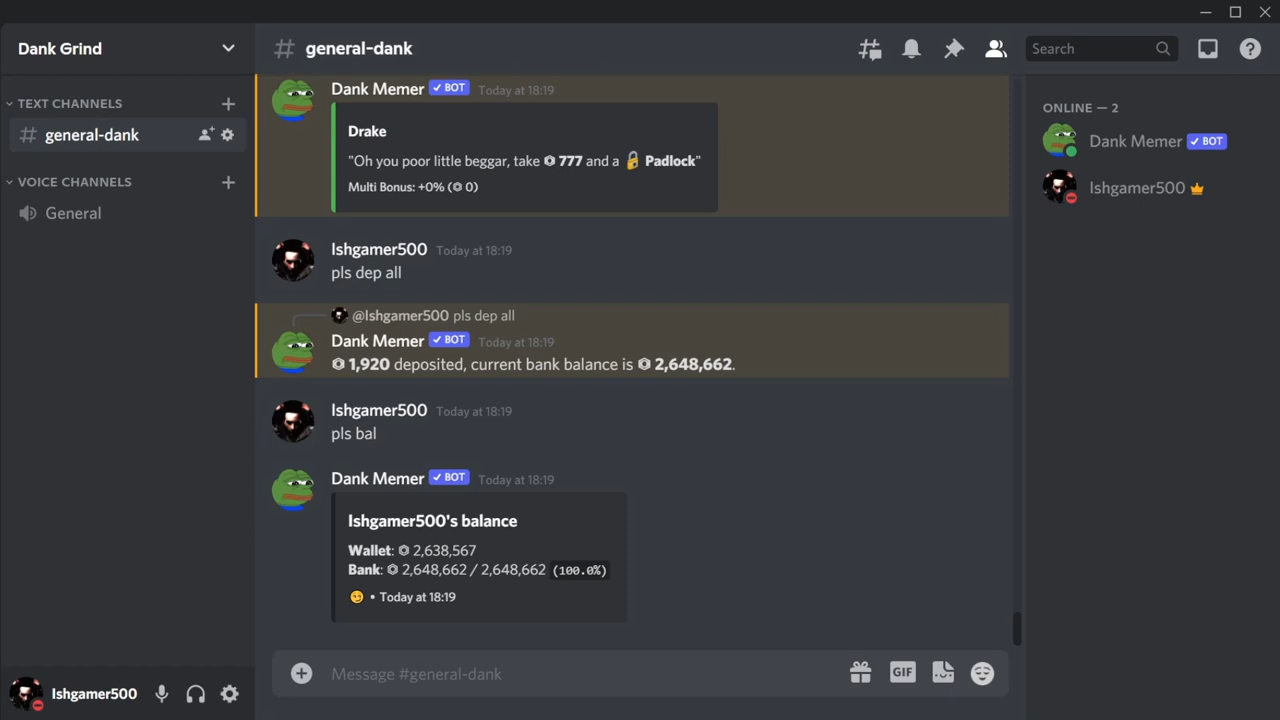 Dank Grind
TEXT CHANNELS
general-dank
VOICE CHANNELS
General
Ishgamer500
# general-dank
Search
Dank Memer ✓ BOT Today at 18:19
Drake
"Oh you poor little beggar, take 777 and a 🔓 Padlock"
Multi Bonus: +0% (0)
Ishgamer500 Today at 18:19
pls dep all
@Ishgamer500 pls dep all
Dank Memer ✓ BOT Today at 18:19
1,920 deposited, current bank balance is 2,648,662.
Ishgamer500 Today at 18:19
pls bal
Dank Memer ✓ BOT Today at 18:19
Ishgamer500's balance
Wallet: 2,638,567
Bank: 2,648,662 / 2,648,662 (100.0%)
😏 • Today at 18:19
Message #general-dank
GIF
ONLINE — 2
Dank Memer ✓ BOT
Ishgamer500